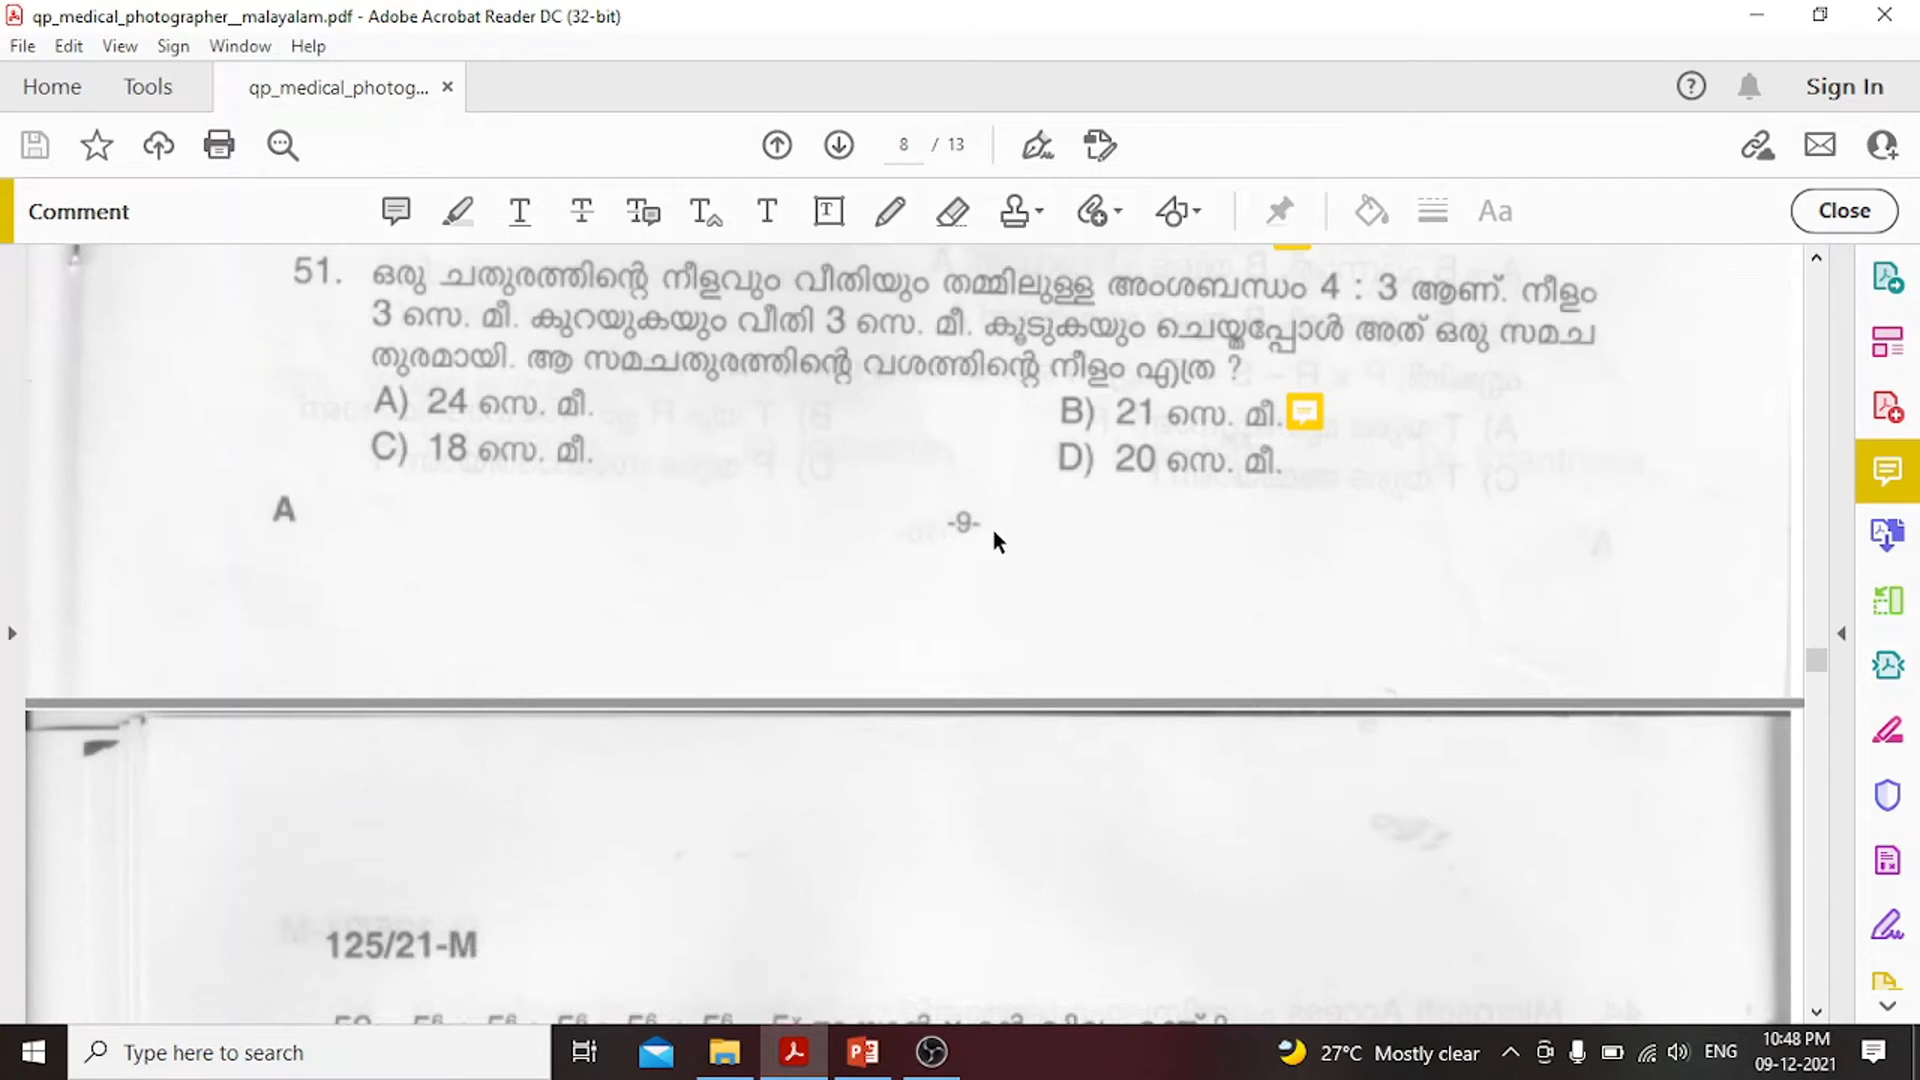 qp_medical_photographer__malayalam.pdf - Adobe Acrobat Reader DC (32-bit)
File Edit View Sign Window Help
Home Tools qp_medical_photog... × Sign In
8 / 13
Comment Aa Close
51. ഒരു ചതുരത്തിന്റെ നീളവും വീതിയും തമ്മിലുള്ള അംശബന്ധം 4 : 3 ആണ്. നീളം
3 സെ. മീ. കുറയുകയും വീതി 3 സെ. മീ. കൂടുകയും ചെയ്തപ്പോൾ അത് ഒരു സമച
തുരമായി. ആ സമചതുരത്തിന്റെ വശത്തിന്റെ നീളം എത്ര ?
A) 24 സെ. മീ. B) 21 സെ. മീ.
C) 18 സെ. മീ. D) 20 സെ. മീ.
A -9-
125/21-M
Type here to search 27°C Mostly clear ENG 10:48 PM
09-12-2021